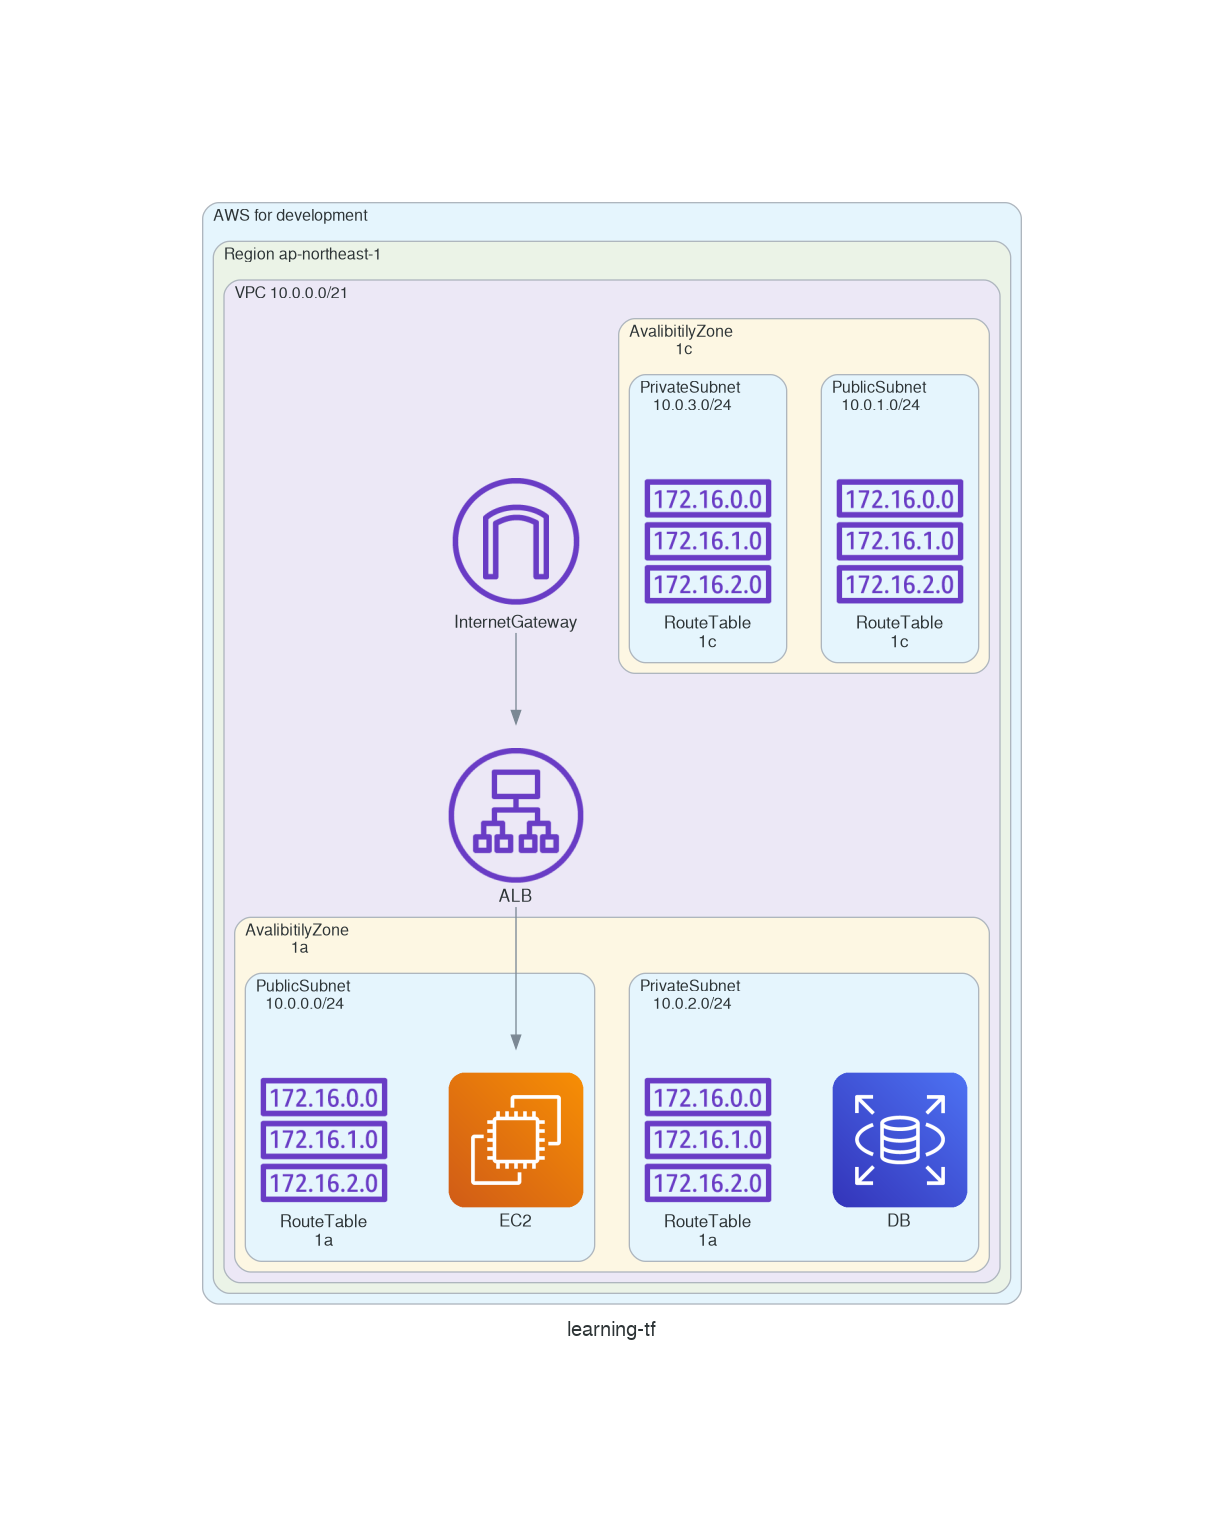 AWS for development
Region ap-northeast-1
VPC 10.0.0.0/21
AvalibitilyZone
1c
PrivateSubnet
10.0.3.0/24
172.16.0.0
172.16.1.0
172.16.2.0
RouteTable
1c
PublicSubnet
10.0.1.0/24
172.16.0.0
172.16.1.0
172.16.2.0
RouteTable
1c
InternetGateway
ALB
AvalibitilyZone
1a
PublicSubnet
10.0.0.0/24
172.16.0.0
172.16.1.0
172.16.2.0
RouteTable
1a
EC2
PrivateSubnet
10.0.2.0/24
172.16.0.0
172.16.1.0
172.16.2.0
RouteTable
1a
DB
learning-tf